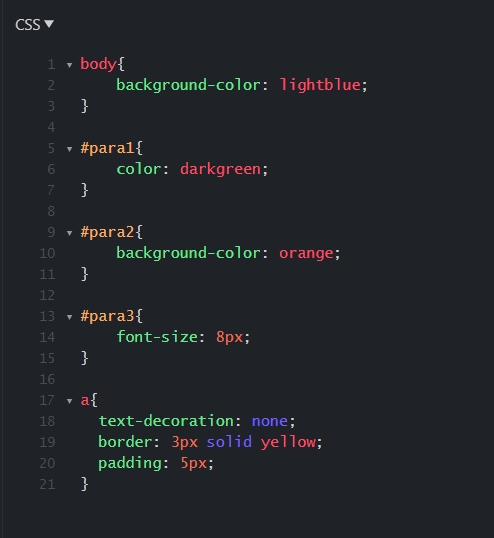 CSS
1 body{
2 background-color: lightblue;
3 }
4
5 #para1{
6 color: darkgreen;
7 }
8
9 #para2{
10 background-color: orange;
11 }
12
13 #para3{
14 font-size: 8px;
15 }
16
17 a{
18 text-decoration: none;
19 border: 3px solid yellow;
20 padding: 5px;
21 }